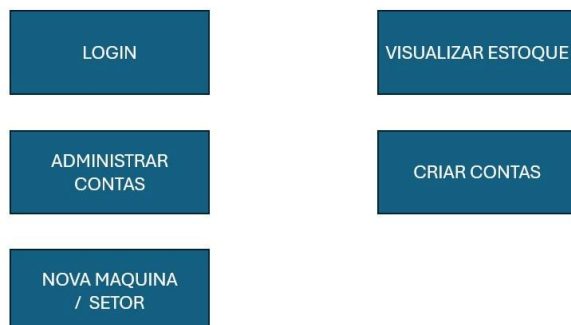 LOGIN
VISUALIZAR ESTOQUE
ADMINISTRAR
CONTAS
CRIAR CONTAS
NOVA MAQUINA
/ SETOR